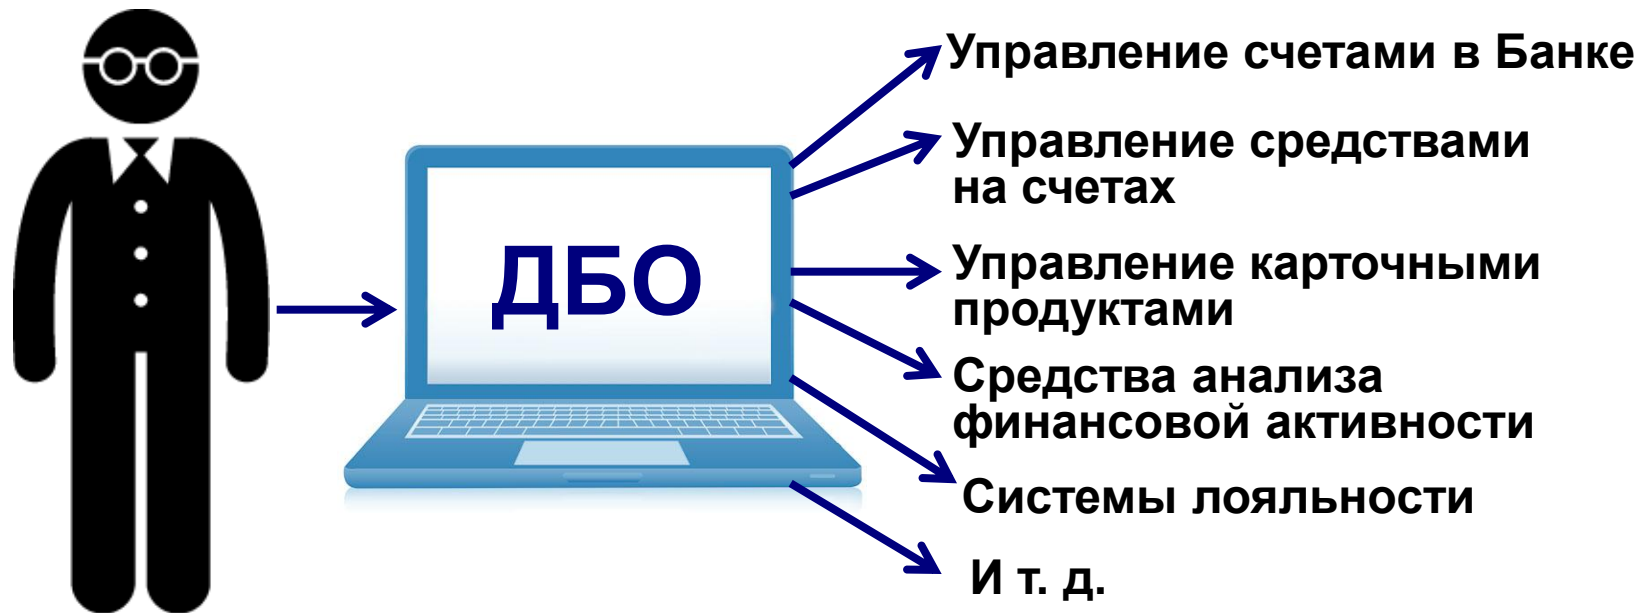 ДБО
Управление счетами в Банке
Управление средствами
на счетах
Управление карточными
продуктами
Средства анализа
финансовой активности
Системы лояльности
И т. д.